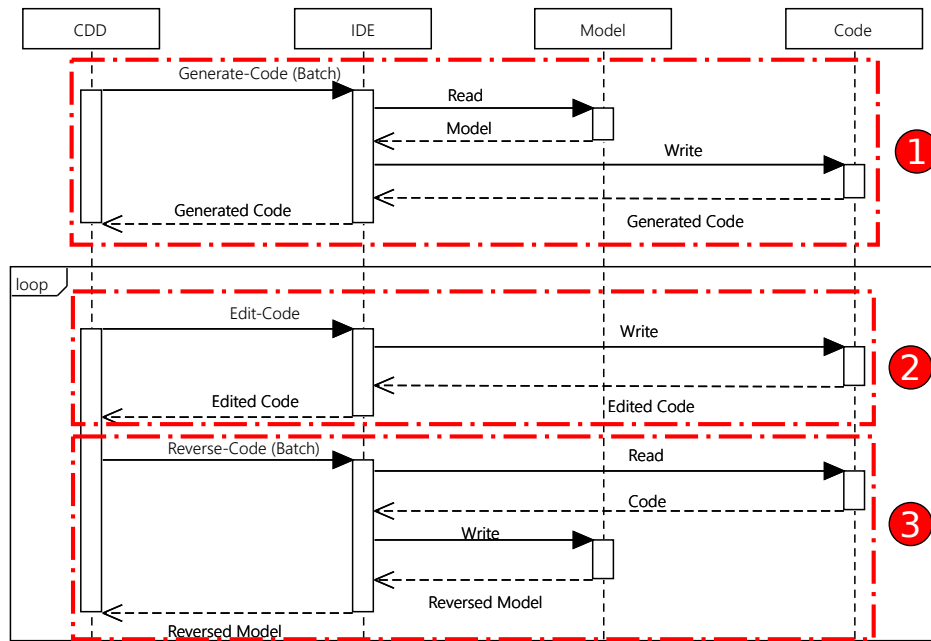 CDD
IDE
Model
Code
Generate-Code (Batch)
Read
Model
Write
1
Generated Code
Generated Code
loop
Edit-Code
Write
2
Edited Code
Edited Code
Reverse-Code (Batch)
Read
Code
3
Write
Reversed Model
Reversed Model